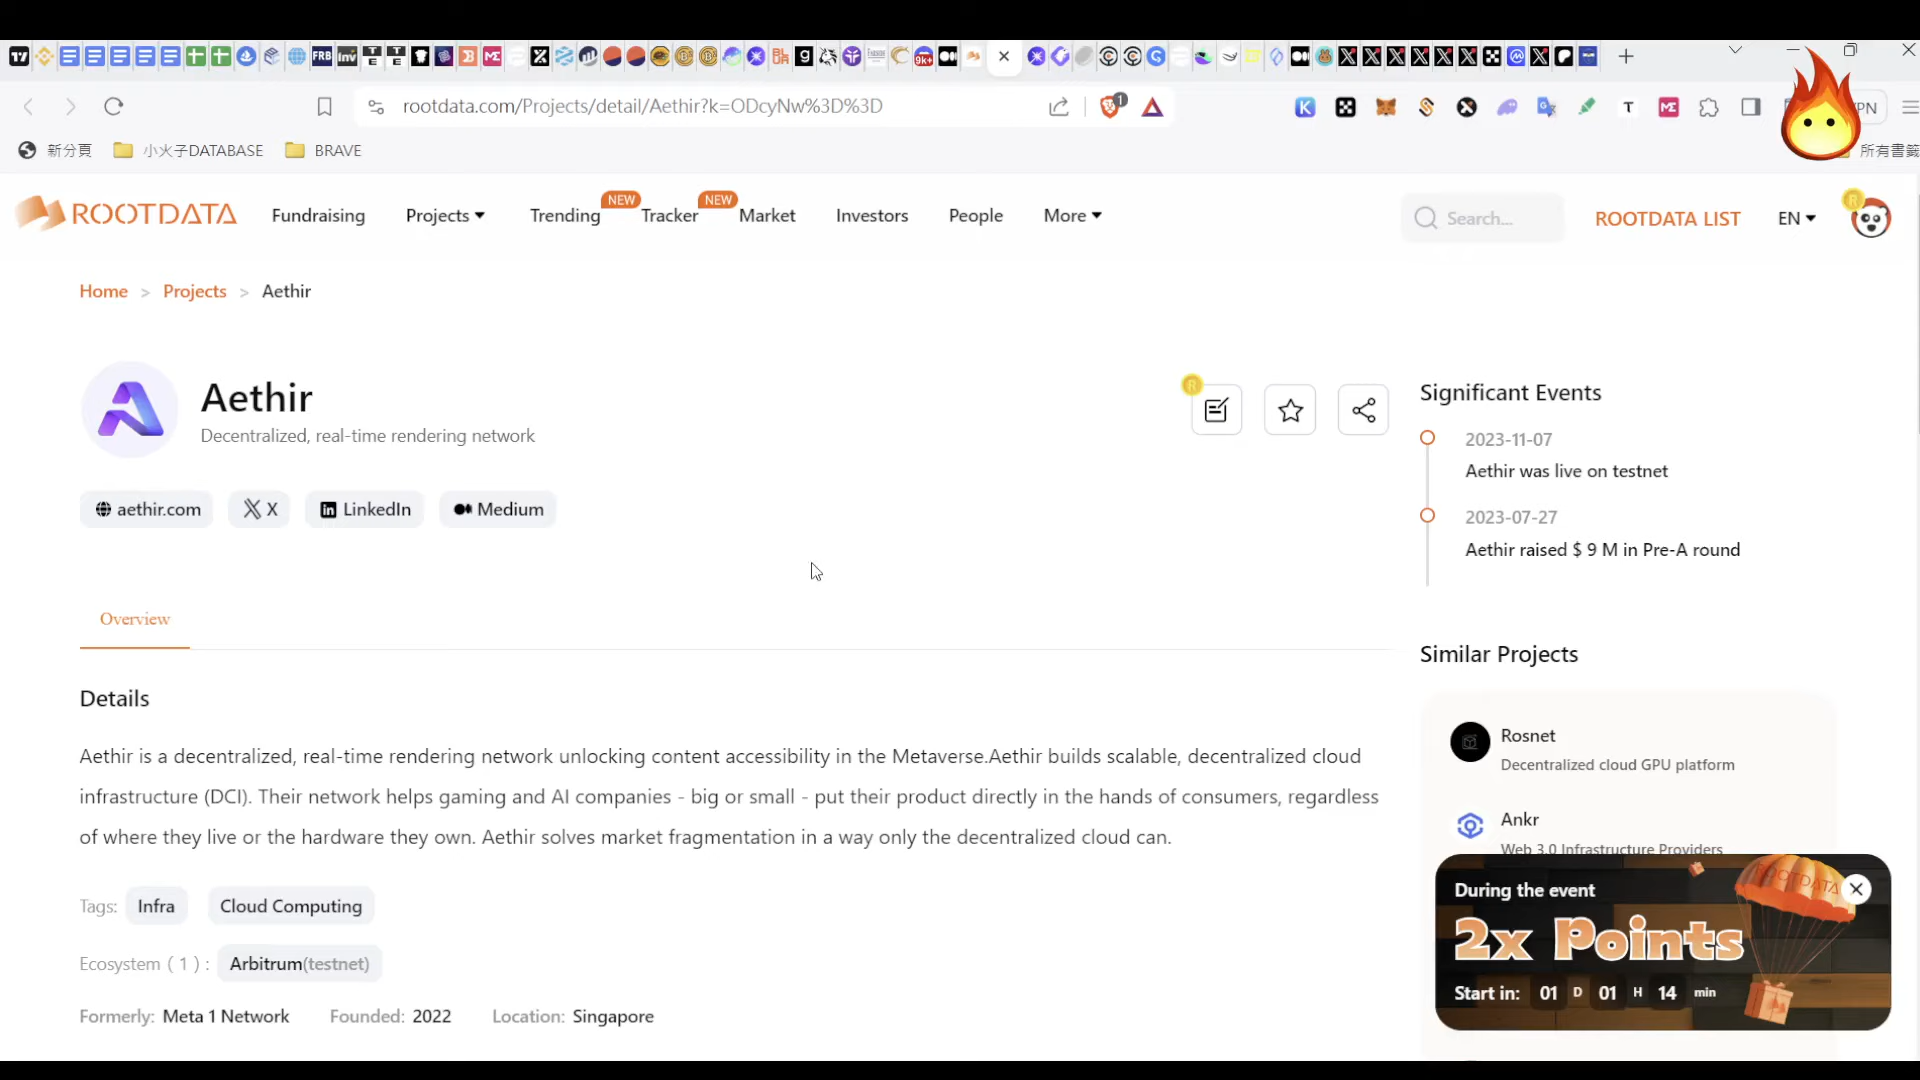 rootdata.com/Projects/detail/Aethir?k=ODcyNw%3D%3D
新分頁
小火子DATABASE
BRAVE
所有書籤
ROOTDATA
Fundraising
Projects
Trending
NEW
Tracker
NEW
Market
Investors
People
More
Search...
ROOTDATA LIST
EN
Home > Projects > Aethir
Aethir
Decentralized, real-time rendering network
aethir.com
X
LinkedIn
Medium
Overview
Details
Aethir is a decentralized, real-time rendering network unlocking content accessibility in the Metaverse.Aethir builds scalable, decentralized cloud
infrastructure (DCI). Their network helps gaming and AI companies - big or small - put their product directly in the hands of consumers, regardless
of where they live or the hardware they own. Aethir solves market fragmentation in a way only the decentralized cloud can.
Tags: Infra Cloud Computing
Ecosystem ( 1 ) : Arbitrum(testnet)
Formerly: Meta 1 Network Founded: 2022 Location: Singapore
Significant Events
2023-11-07
Aethir was live on testnet
2023-07-27
Aethir raised $ 9 M in Pre-A round
Similar Projects
Rosnet
Decentralized cloud GPU platform
Ankr
Web 3.0 Infrastructure Providers
During the event
2x Points
Start in: 01 D 01 H 14 min